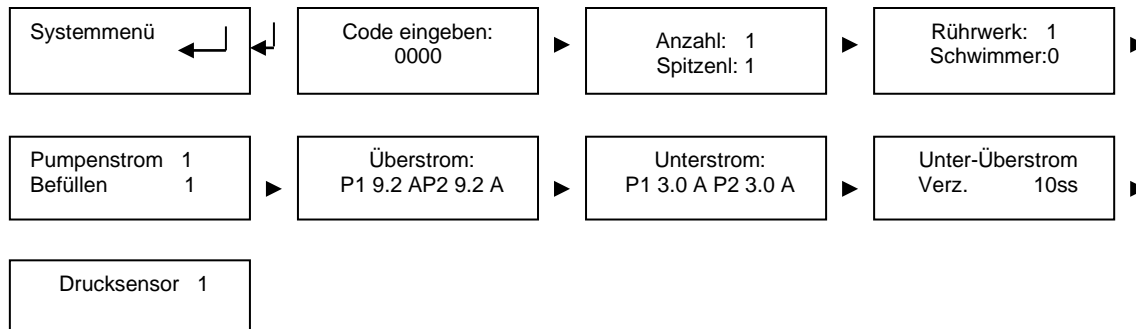 Systemmenü
Code eingeben:
0000
Anzahl: 1
Spitzenl: 1
Rührwerk: 1
Schwimmer:0
Pumpenstrom 1
Befüllen 1
Überstrom:
P1 9.2 AP2 9.2 A
Unterstrom:
P1 3.0 A P2 3.0 A
Unter-Überstrom
Verz. 10ss
Drucksensor 1